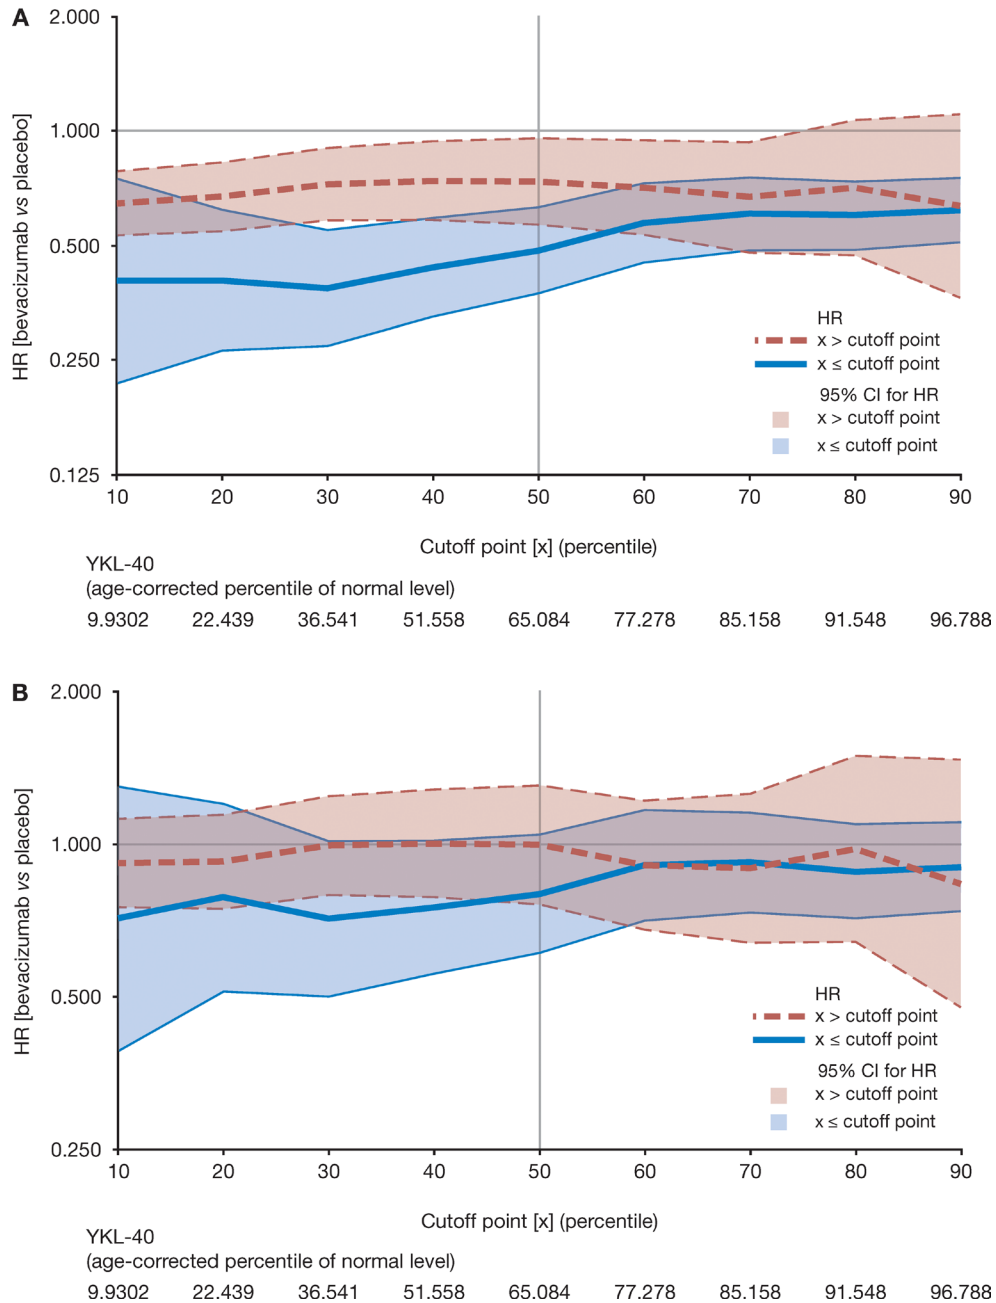 A
2.000
1.000
0.500
0.250
0.125
HR [bevacizumab vs placebo]
HR
x > cutoff point
x ≤ cutoff point
95% CI for HR
x > cutoff point
x ≤ cutoff point
10 20 30 40 50 60 70 80 90
Cutoff point [x] (percentile)
YKL-40
(age-corrected percentile of normal level)
9.9302 22.439 36.541 51.558 65.084 77.278 85.158 91.548 96.788
B
2.000
1.000
0.500
0.250
HR [bevacizumab vs placebo]
HR
x > cutoff point
x ≤ cutoff point
95% CI for HR
x > cutoff point
x ≤ cutoff point
10 20 30 40 50 60 70 80 90
Cutoff point [x] (percentile)
YKL-40
(age-corrected percentile of normal level)
9.9302 22.439 36.541 51.558 65.084 77.278 85.158 91.548 96.788